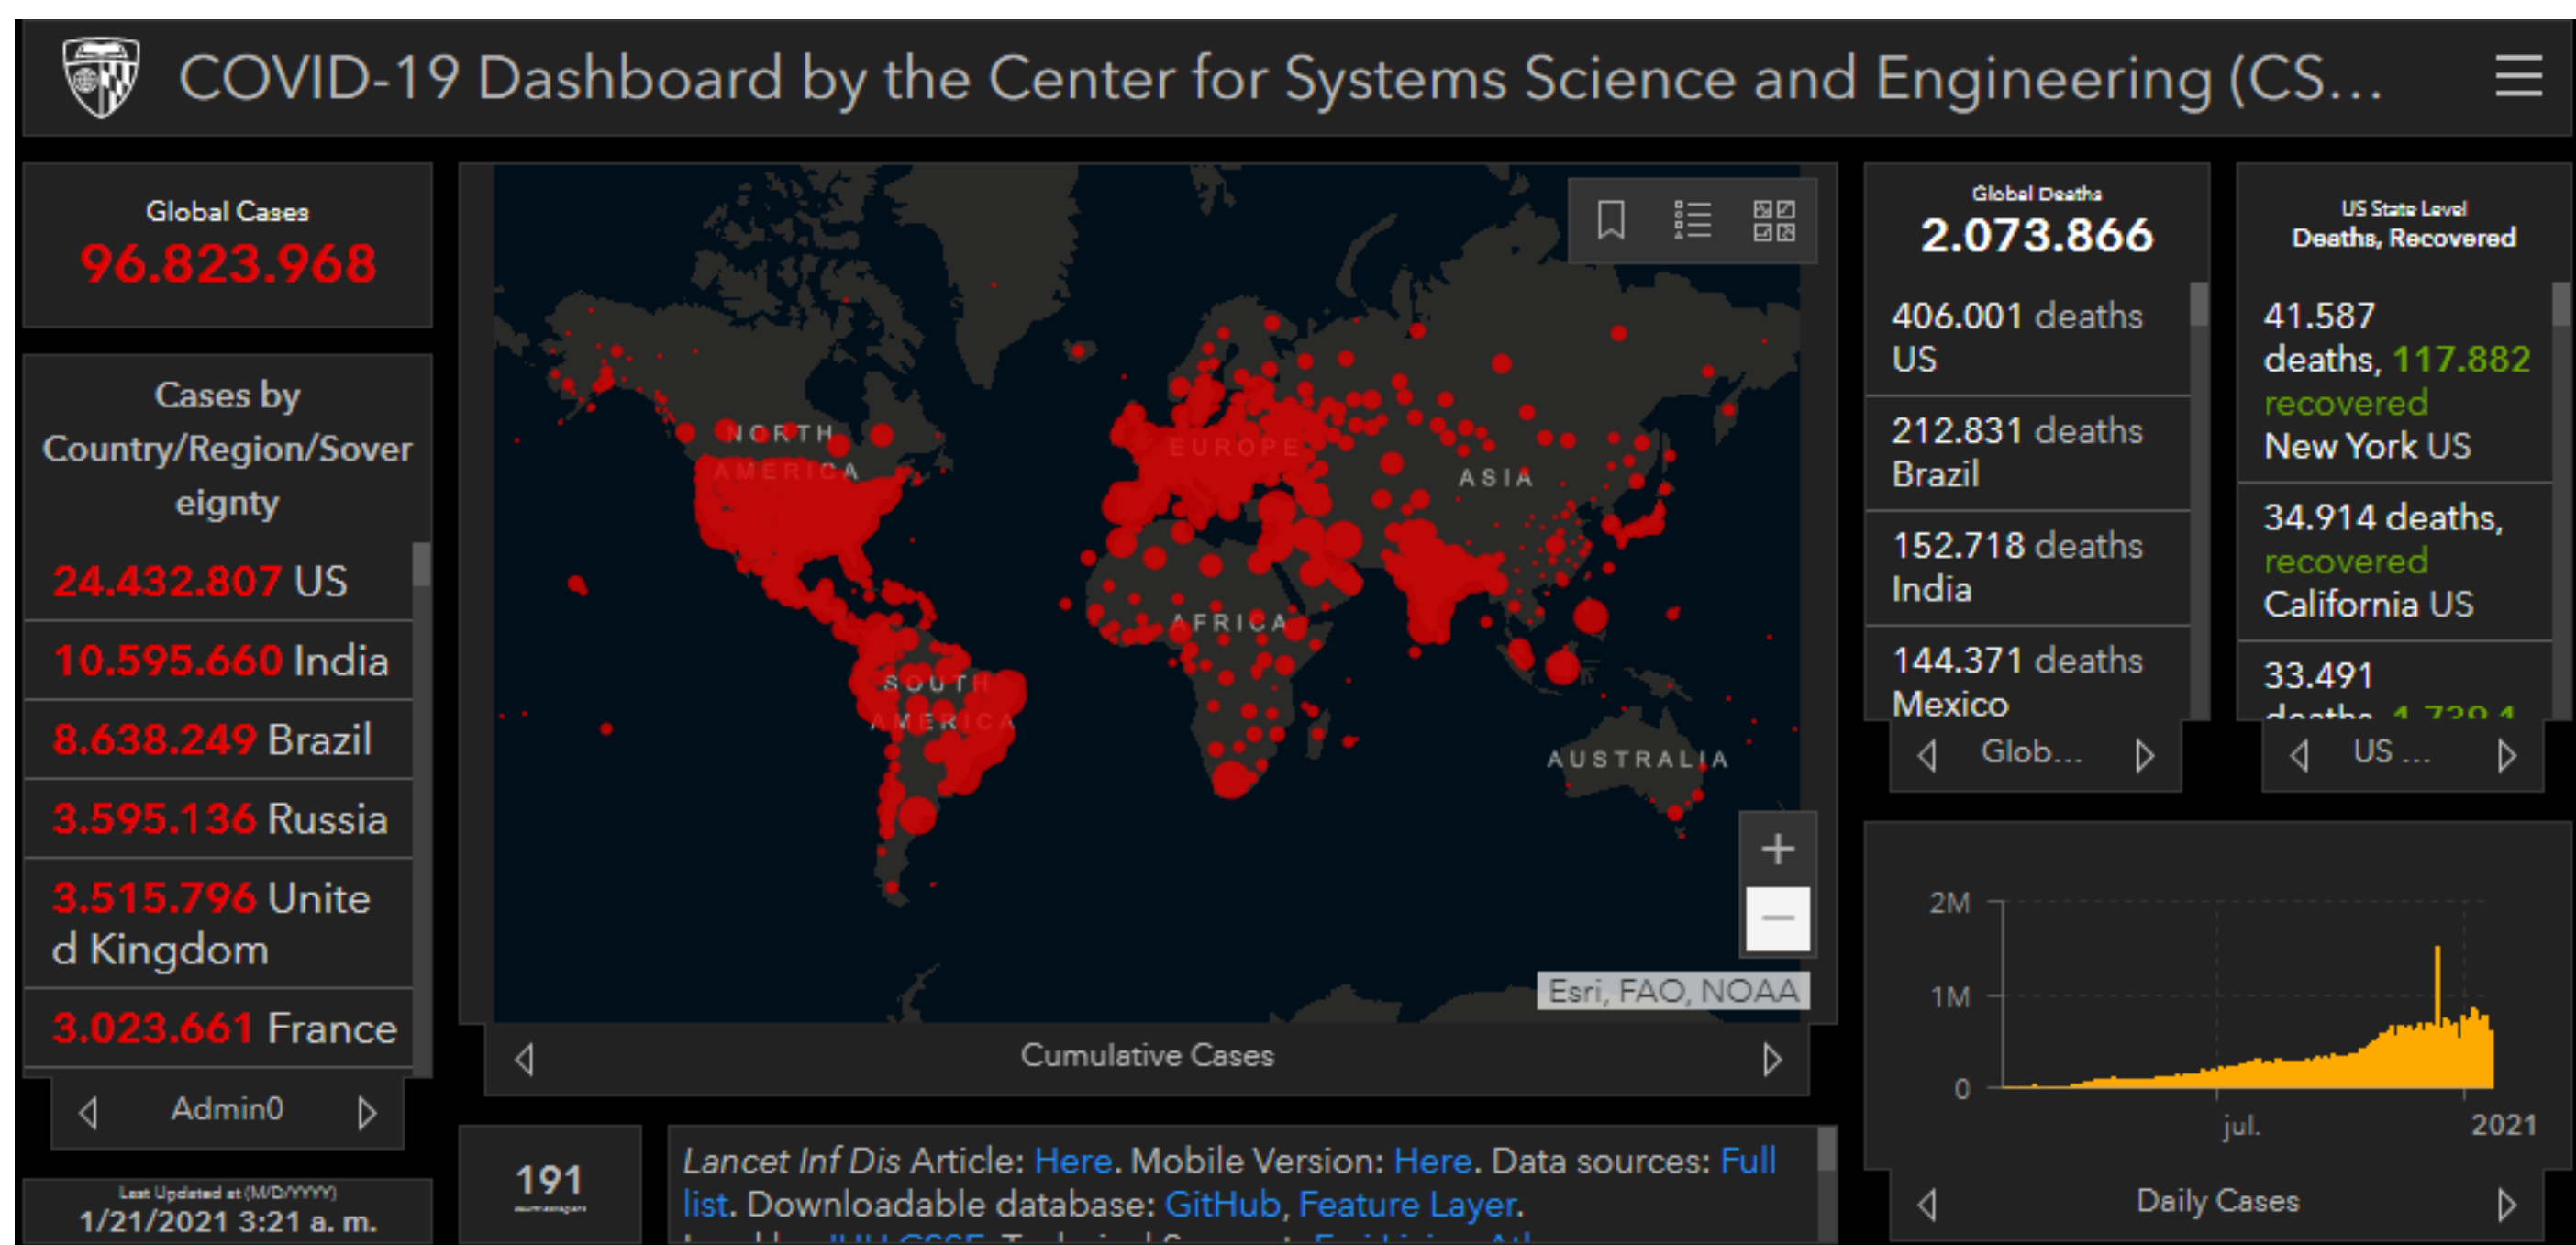 COVID-19 Dashboard by the Center for Systems Science and Engineering (CS...
Global Cases
96.823.968
Cases by
Country/Region/Sover
eignty
24.432.807 US
10.595.660 India
8.638.249 Brazil
3.595.136 Russia
3.515.796 Unite
d Kingdom
3.023.661 France
Admin0
Last Updated at (M/D/YYYY)
1/21/2021 3:21 a. m.
NORTH
AMERICA
EUROPE
ASIA
AFRICA
SOUTH
AMERICA
AUSTRALIA
Esri, FAO, NOAA
Cumulative Cases
191
Lancet Inf Dis Article: Here. Mobile Version: Here. Data sources: Full
list. Downloadable database: GitHub, Feature Layer.
Global Deaths
2.073.866
406.001 deaths
US
212.831 deaths
Brazil
152.718 deaths
India
144.371 deaths
Mexico
Glob...
US State Level
Deaths, Recovered
41.587
deaths, 117.882
recovered
New York US
34.914 deaths,
recovered
California US
33.491
US ...
2M
1M
0
jul.
2021
Daily Cases